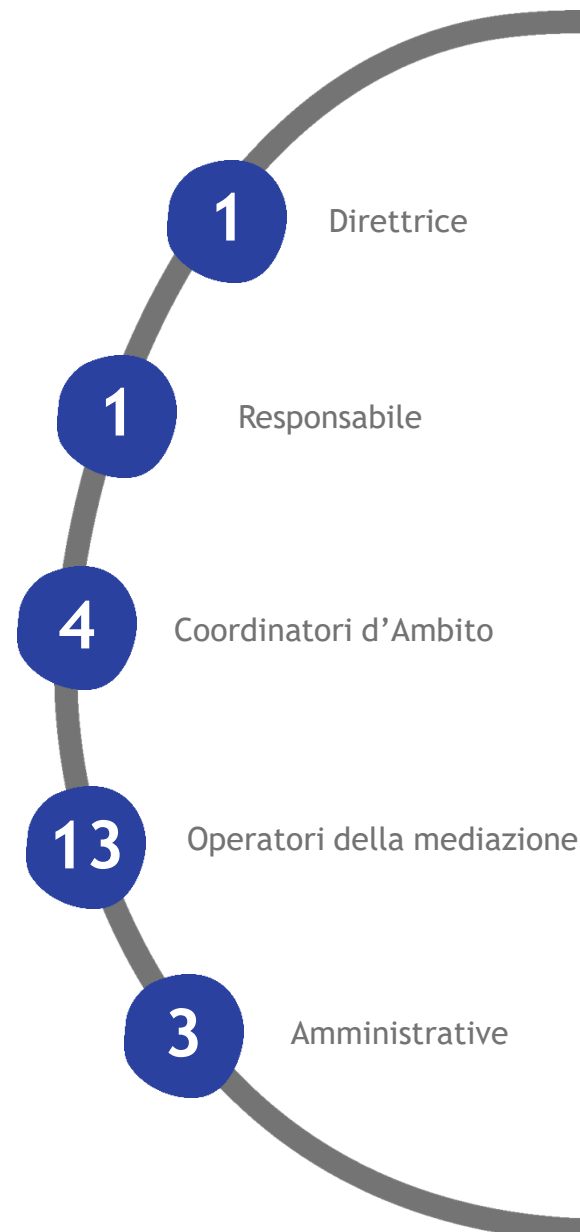 1 Direttrice
1 Responsabile
4 Coordinatori d’Ambito
13 Operatori della mediazione
3 Amministrative